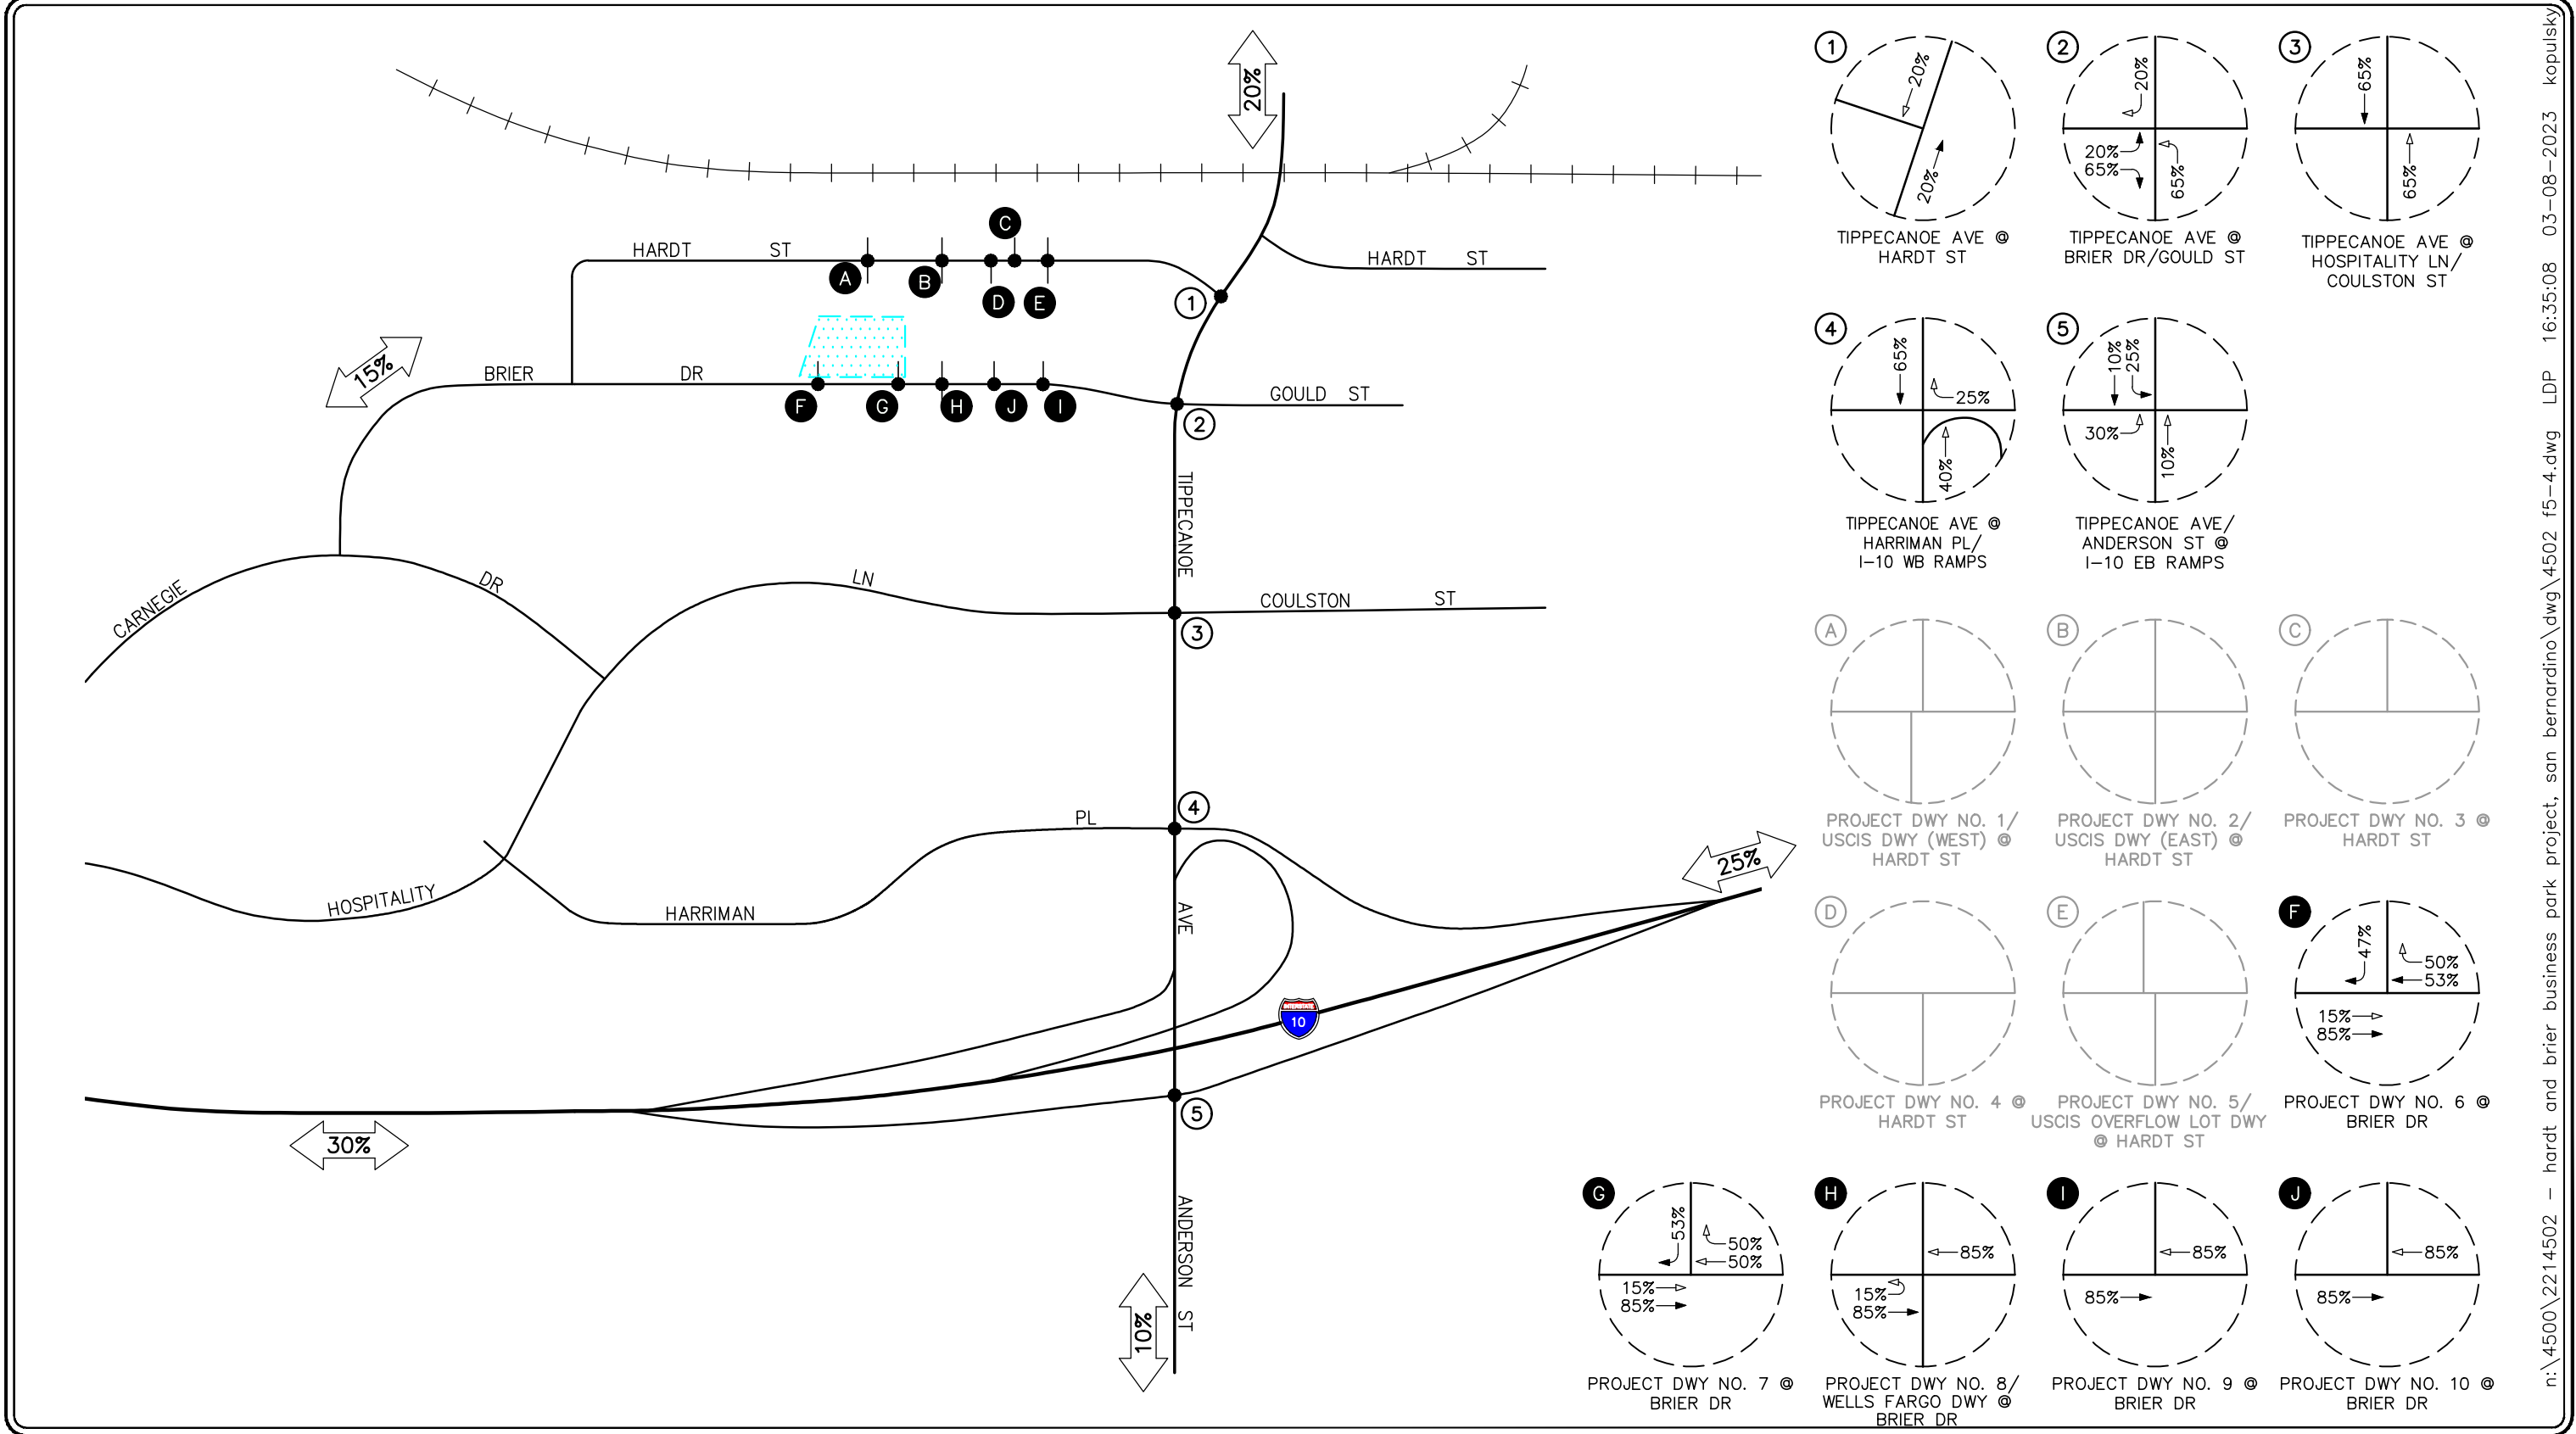 20%
C
HARDT ST
A
B
D
E
HARDT ST
1
15%
BRIER DR
GOULD ST
F
G
H
J
I
2
TIPPECANOE
CARNEGIE
DR
LN
COULSTON ST
3
4
PL
HOSPITALITY
HARRIMAN
AVE
25%
10
5
30%
ANDERSON ST
10%
1
20%
20%
TIPPECANOE AVE @
HARDT ST
2
20%
20%
65%
65%
TIPPECANOE AVE @
BRIER DR/GOULD ST
3
65%
65%
TIPPECANOE AVE @
HOSPITALITY LN/
COULSTON ST
4
65%
25%
40%
TIPPECANOE AVE @
HARRIMAN PL/
I-10 WB RAMPS
5
10%
25%
30%
10%
TIPPECANOE AVE/
ANDERSON ST @
I-10 EB RAMPS
A
PROJECT DWY NO. 1/
USCIS DWY (WEST) @
HARDT ST
B
PROJECT DWY NO. 2/
USCIS DWY (EAST) @
HARDT ST
C
PROJECT DWY NO. 3 @
HARDT ST
D
PROJECT DWY NO. 4 @
HARDT ST
E
PROJECT DWY NO. 5/
USCIS OVERFLOW LOT DWY
@ HARDT ST
F
47%
50%
53%
15%
85%
PROJECT DWY NO. 6 @
BRIER DR
G
53%
50%
50%
15%
85%
PROJECT DWY NO. 7 @
BRIER DR
H
85%
15%
85%
PROJECT DWY NO. 8/
WELLS FARGO DWY @
BRIER DR
I
85%
85%
PROJECT DWY NO. 9 @
BRIER DR
J
85%
85%
PROJECT DWY NO. 10 @
BRIER DR
n:\4500\2214502 - hardt and brier business park project, san bernardino\dwg\4502 f5-4.dwg LDP 16:35:08 03-08-2023 kopulsky